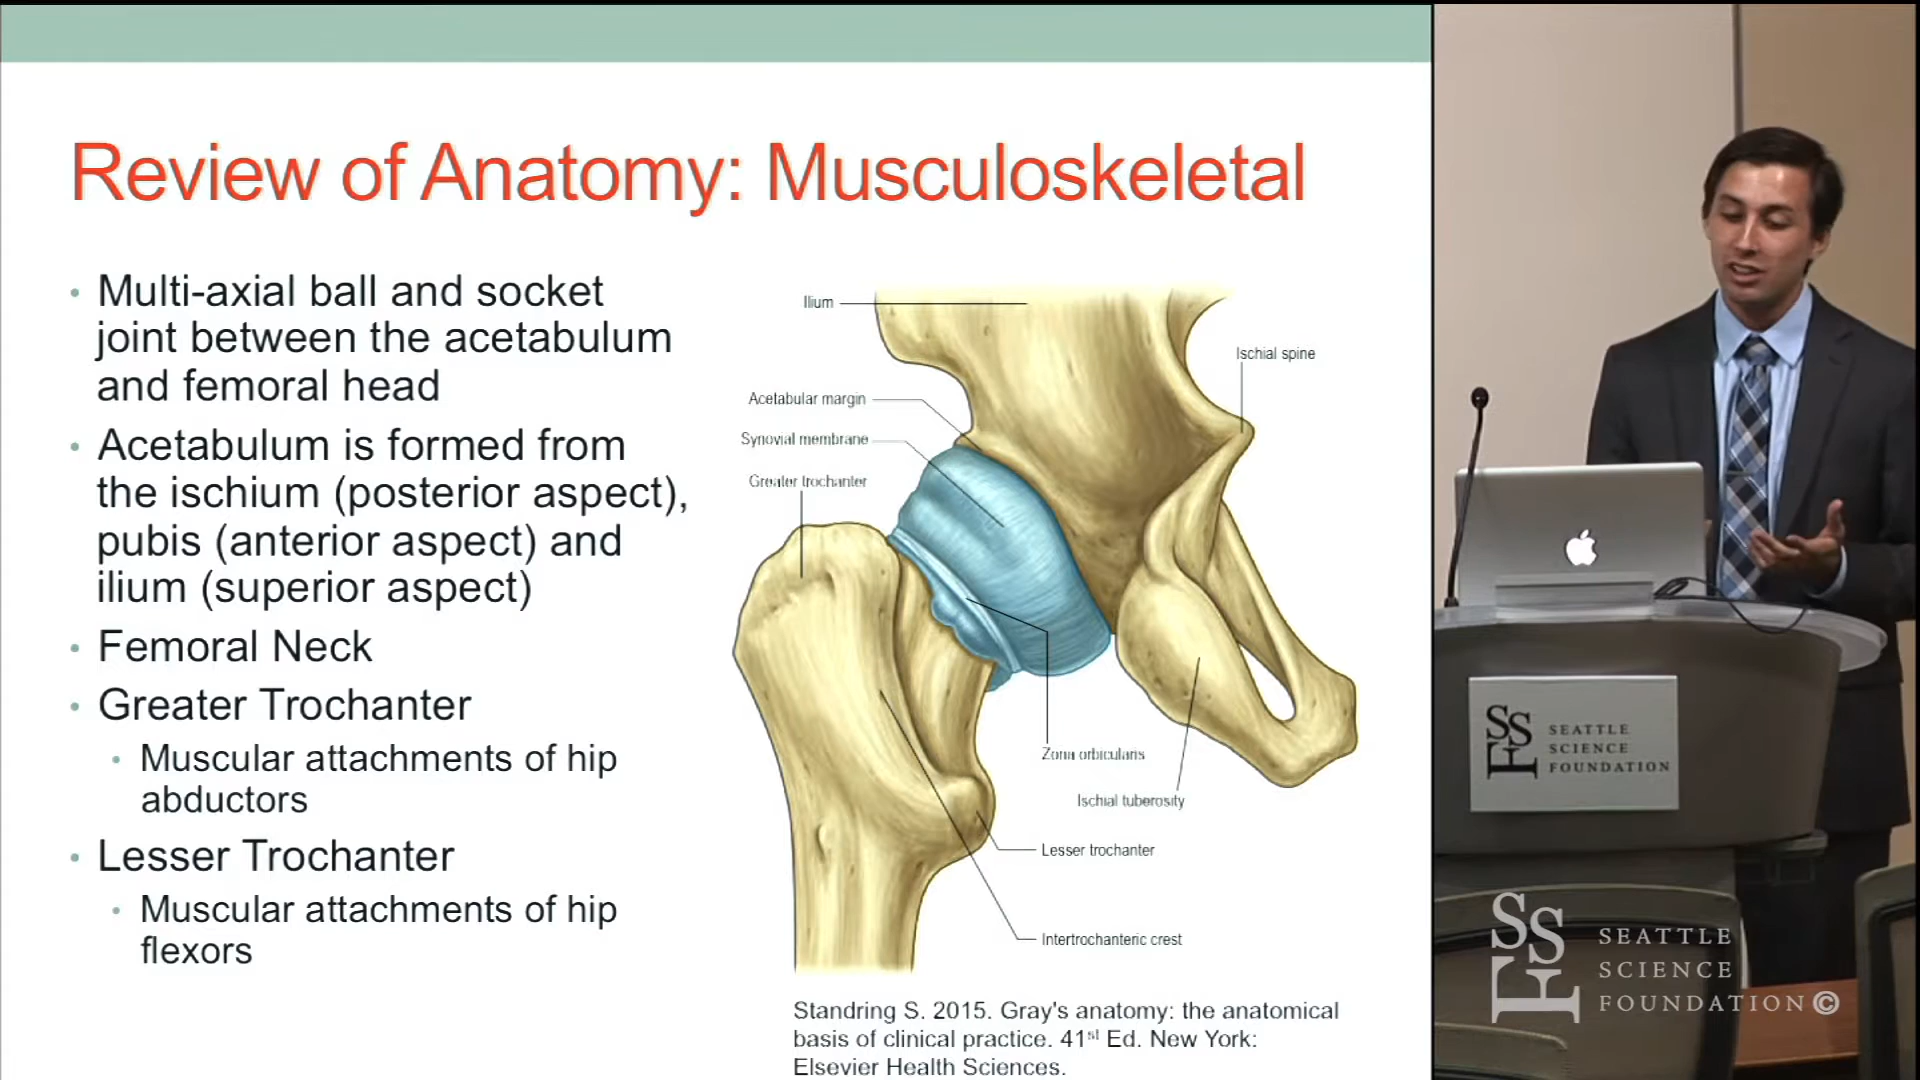 Review of Anatomy: Musculoskeletal
• Multi-axial ball and socket
joint between the acetabulum
and femoral head
• Acetabulum is formed from
the ischium (posterior aspect),
pubis (anterior aspect) and
ilium (superior aspect)
• Femoral Neck
• Greater Trochanter
• Muscular attachments of hip
abductors
• Lesser Trochanter
• Muscular attachments of hip
flexors
Ilium
Ischial spine
Acetabular margin
Synovial membrane
Greater trochanter
Zona orbicularis
Ischial tuberosity
Lesser trochanter
Intertrochanteric crest
Standring S. 2015. Gray's anatomy: the anatomical
basis of clinical practice. 41st Ed. New York:
Elsevier Health Sciences.
SSF
SEATTLE
SCIENCE
FOUNDATION
SSF
SEATTLE
SCIENCE
FOUNDATION©